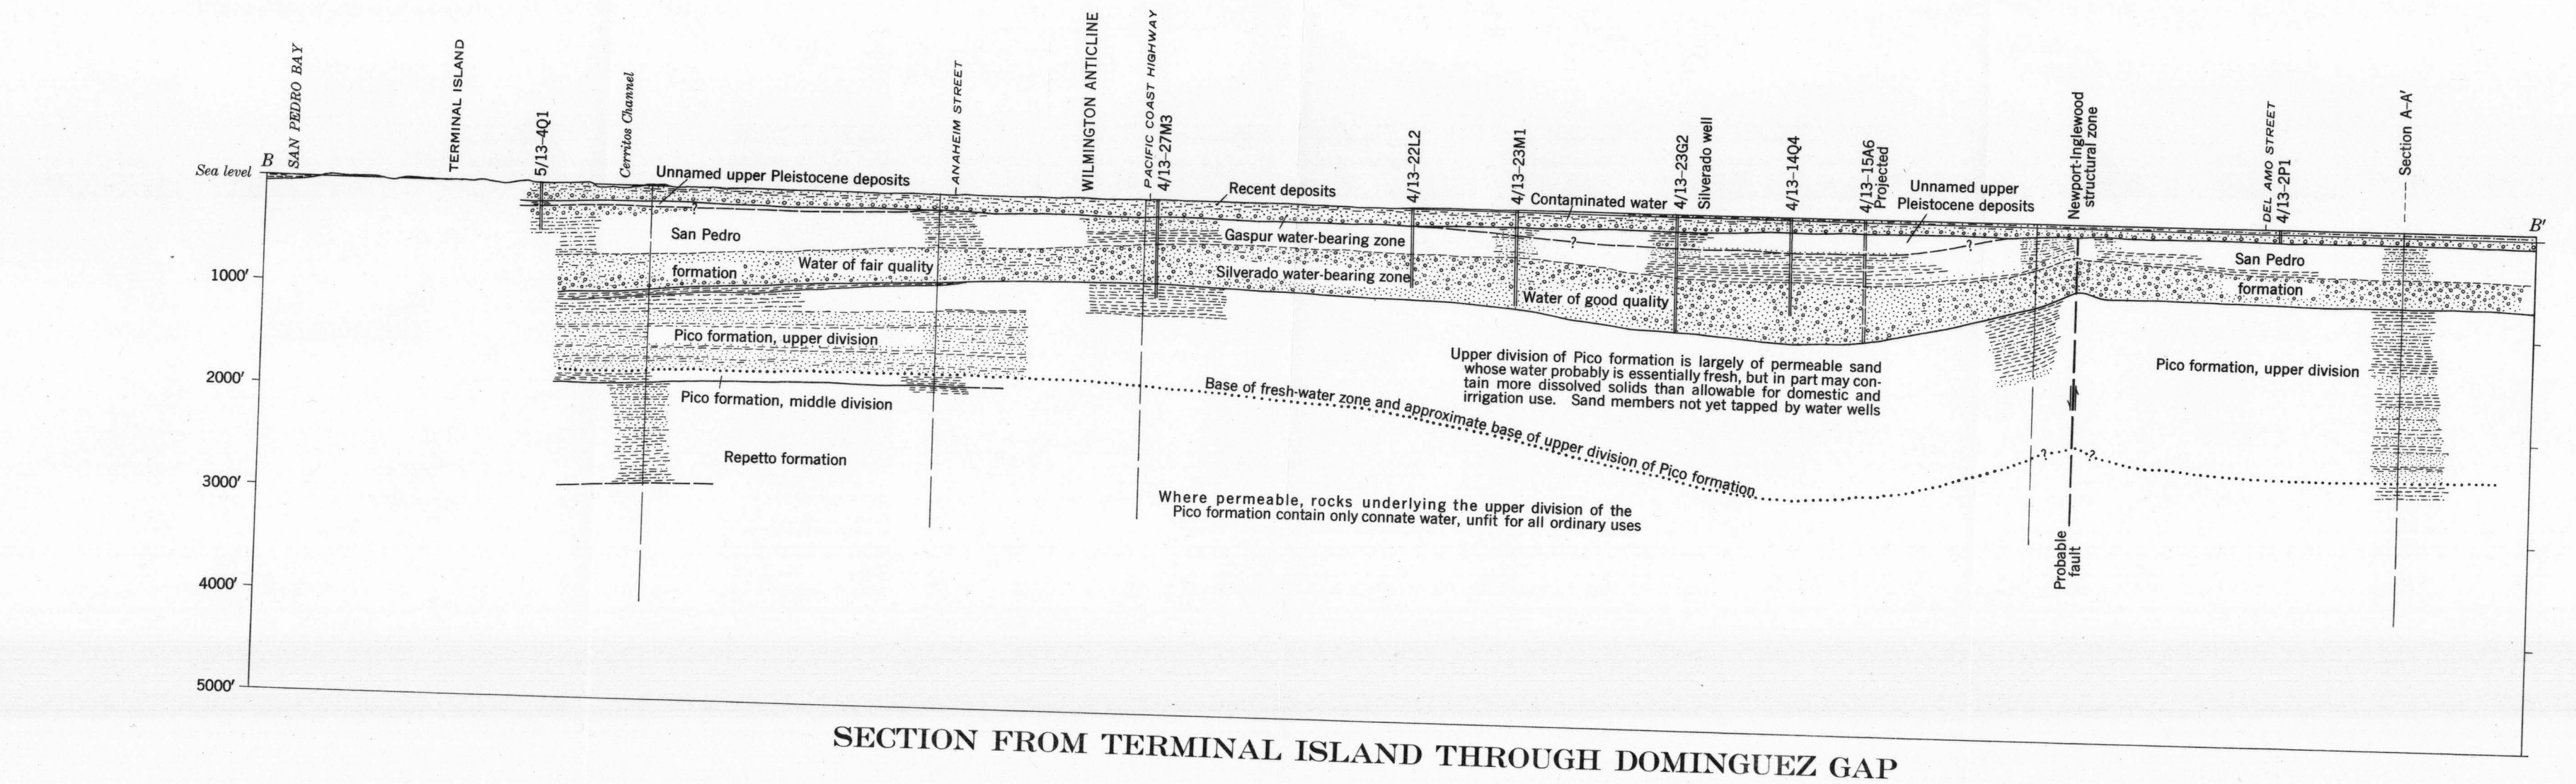 B
SAN PEDRO BAY
TERMINAL ISLAND
5/13–4Q1
Cerritos Channel
ANAHEIM STREET
WILMINGTON ANTICLINE
PACIFIC COAST HIGHWAY
4/13–27M3
4/13–22L2
4/13–23M1
4/13–23G2
Silverado well
4/13–14Q4
4/13–15A6
Projected
Newport-Inglewood
structural zone
DEL AMO STREET
4/13–2P1
Section A–A′
B′
Sea level
1000′
2000′
3000′
4000′
5000′
Unnamed upper Pleistocene deposits
?
Recent deposits
Contaminated water
Unnamed upper
Pleistocene deposits
San Pedro
formation
Water of fair quality
Gaspur water-bearing zone
Silverado water-bearing zone
?
?
Water of good quality
San Pedro
formation
Pico formation, upper division
Pico formation, middle division
Repetto formation
Upper division of Pico formation is largely of permeable sand
whose water probably is essentially fresh, but in part may con-
tain more dissolved solids than allowable for domestic and
irrigation use. Sand members not yet tapped by water wells
Pico formation, upper division
Base of fresh-water zone and approximate base of upper division of Pico formation
?
?
Where permeable, rocks underlying the upper division of the
Pico formation contain only connate water, unfit for all ordinary uses
Probable
fault
SECTION FROM TERMINAL ISLAND THROUGH DOMINGUEZ GAP